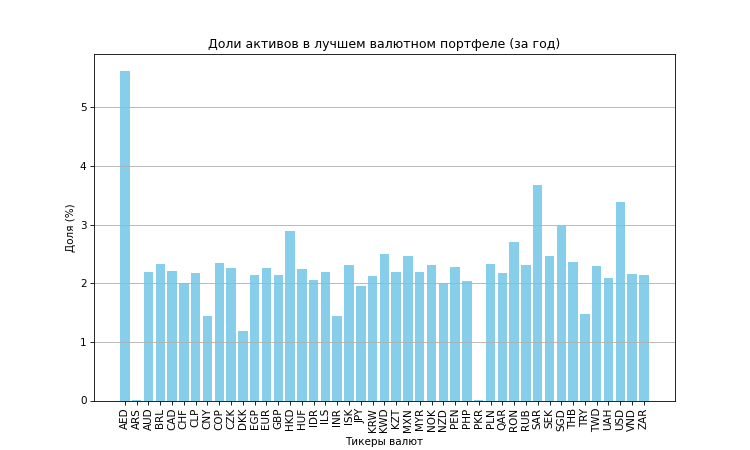 Доли активов в лучшем валютном портфеле (за год)
Доля (%)
5
4
3
2
1
0
AED ARS AUD BRL CAD CHF CLP CNY COP CZK DKK EGP EUR GBP HKD HUF IDR ILS INR ISK JPY KRW KWD KZT MXN MYR NOK NZD PEN PHP PKR PLN QAR RON RUB SAR SEK SGD THB TRY TWD UAH USD VND ZAR
Тикеры валют